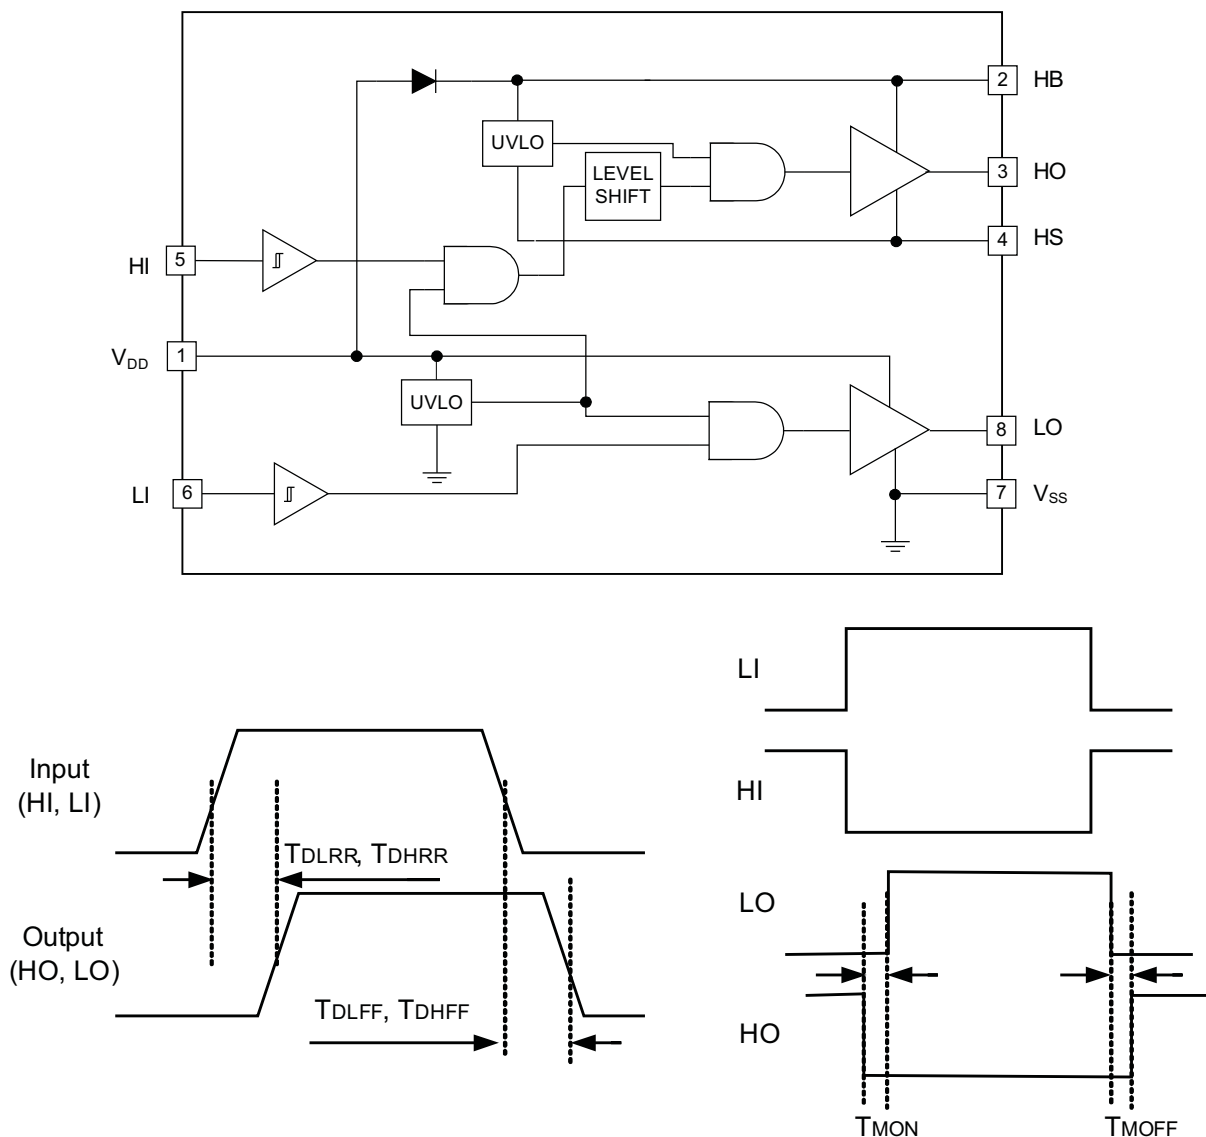 2 HB
UVLO
LEVEL
SHIFT
3 HO
HI 5
4 HS
VDD 1
UVLO
8 LO
LI 6
7 VSS
LI
Input
(HI, LI)
HI
TDLRR, TDHRR
LO
Output
(HO, LO)
TDLFF, TDHFF
HO
TMON TMOFF